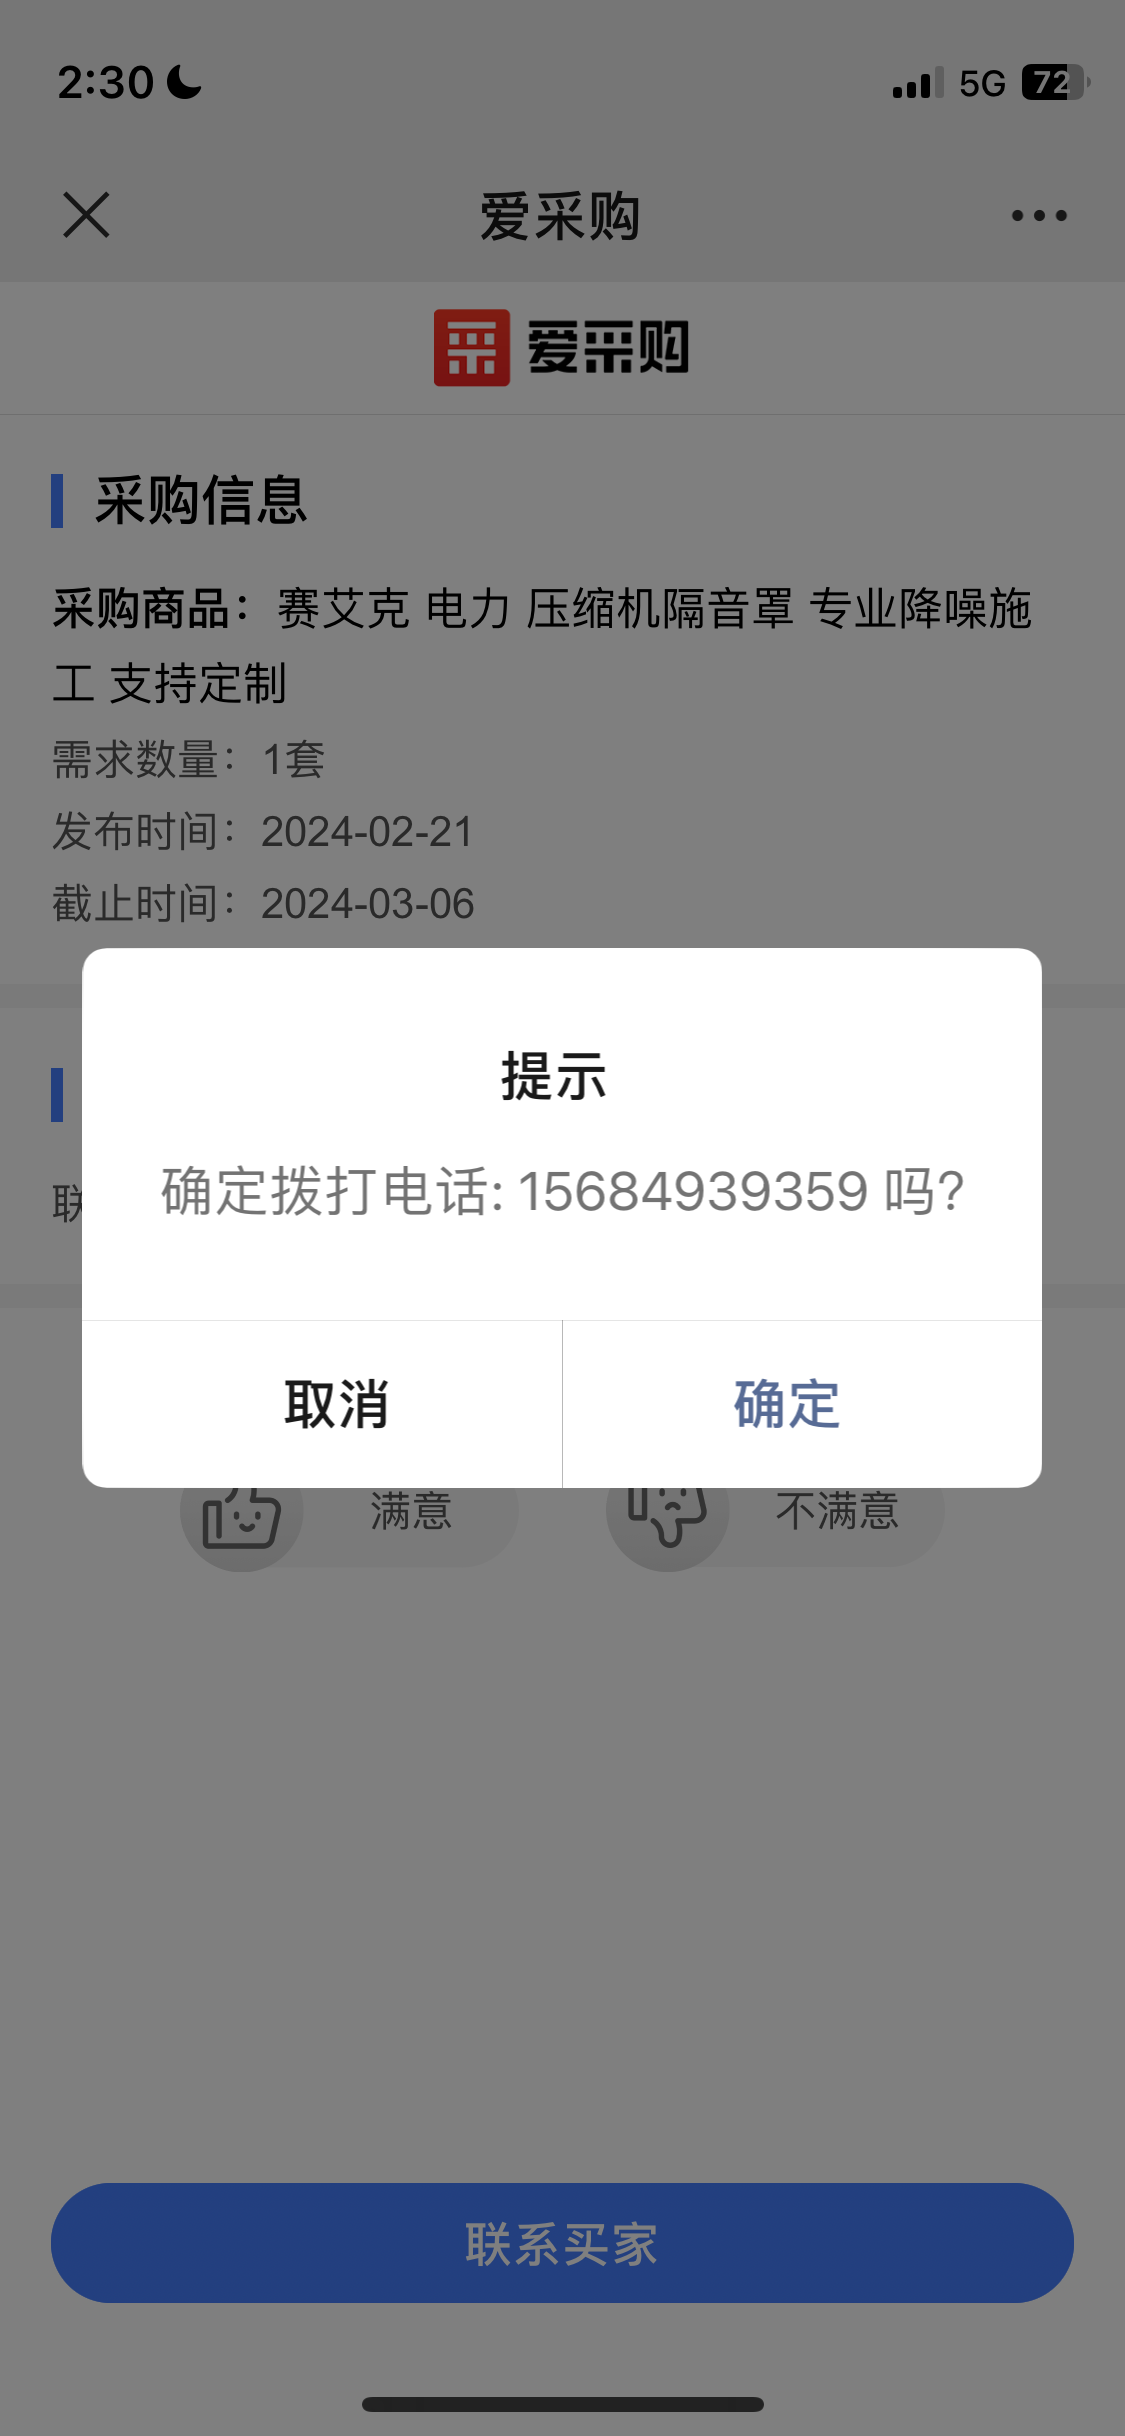 2:30
5G
72
爱采购
爱采购
采购信息
采购商品：赛艾克 电力 压缩机隔音罩 专业降噪施
工 支持定制
需求数量：1套
发布时间：2024-02-21
截止时间：2024-03-06
提示
确定拨打电话: 15684939359 吗?
取消
确定
满意
不满意
联系买家